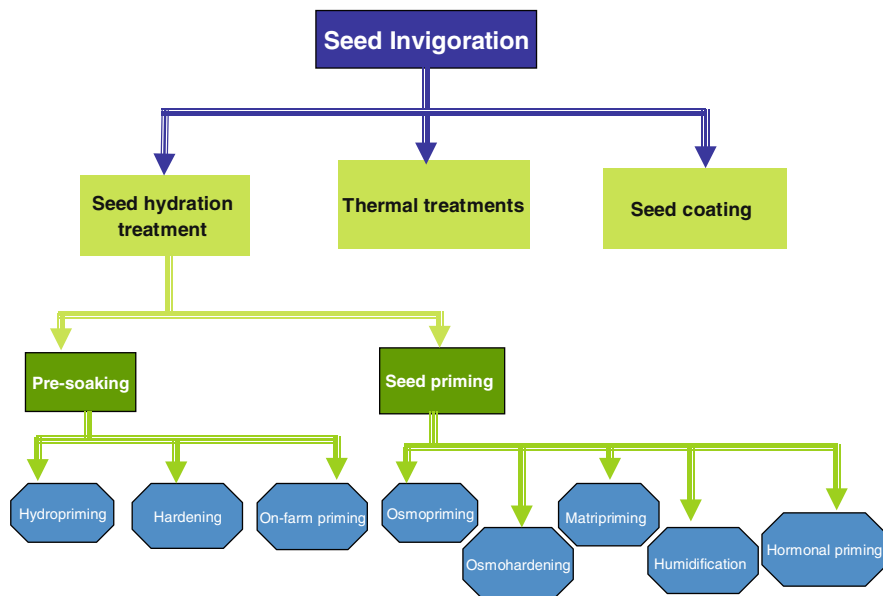 Seed Invigoration
Seed hydration
treatment
Thermal treatments
Seed coating
Pre-soaking
Seed priming
Hydropriming
Hardening
On-farm priming
Osmopriming
Osmohardening
Matripriming
Humidification
Hormonal priming